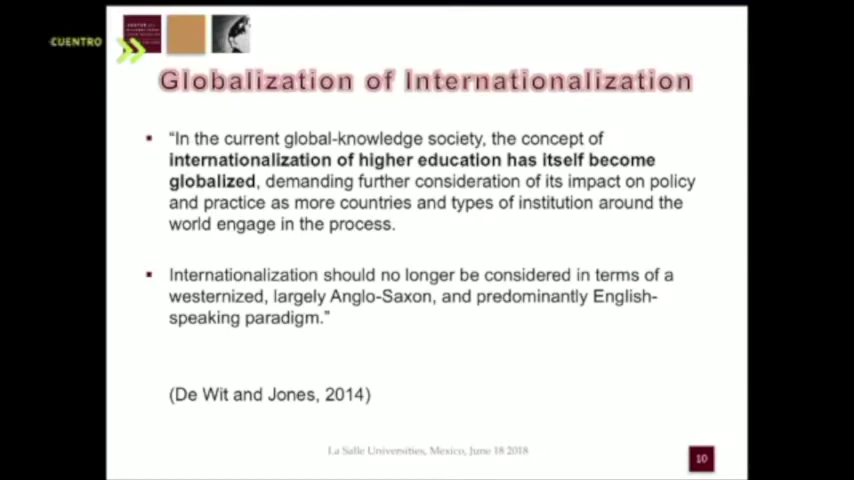 CUENTRO
Globalization of Internationalization
"In the current global-knowledge society, the concept of
internationalization of higher education has itself become
globalized, demanding further consideration of its impact on policy
and practice as more countries and types of institution around the
world engage in the process.
Internationalization should no longer be considered in terms of a
westernized, largely Anglo-Saxon, and predominantly English-
speaking paradigm."
(De Wit and Jones, 2014)
La Salle Universities, Mexico, June 18 2018
10